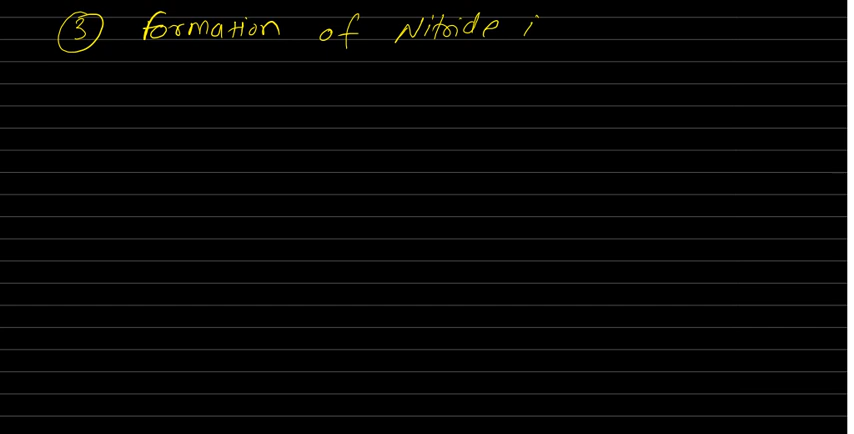 ③ formation of Nitride ;